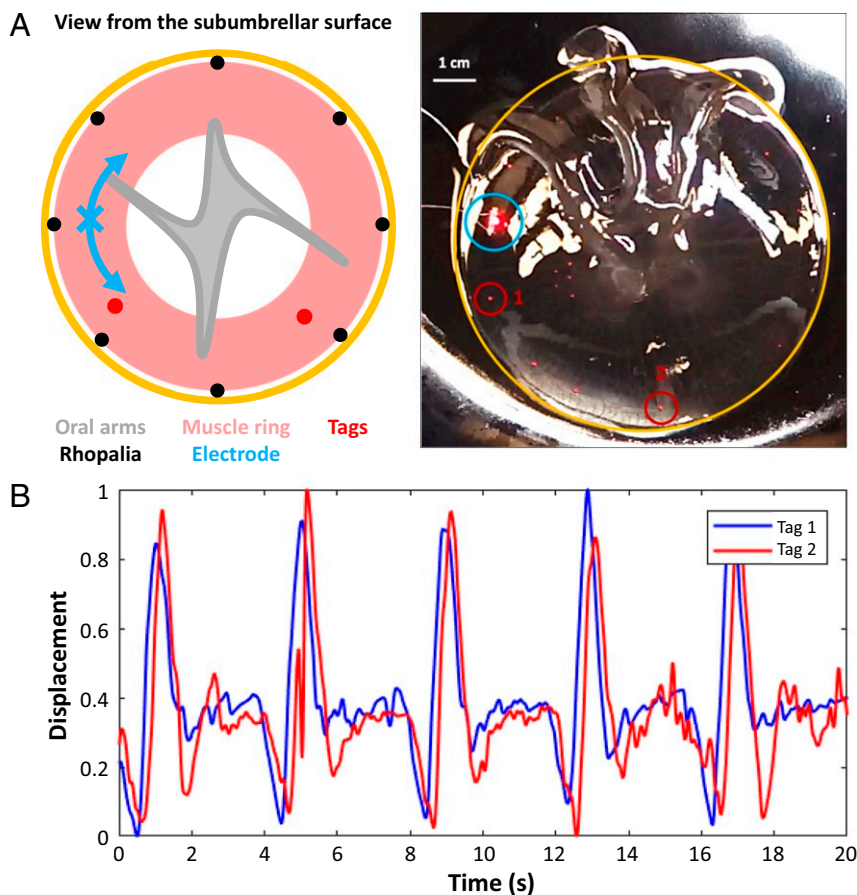 A
View from the subumbrellar surface
1 cm
1
2
Oral arms Muscle ring Tags
Rhopalia Electrode
B
1
0.8
0.6
0.4
0.2
0
Displacement
Tag 1
Tag 2
0 2 4 6 8 10 12 14 16 18 20
Time (s)